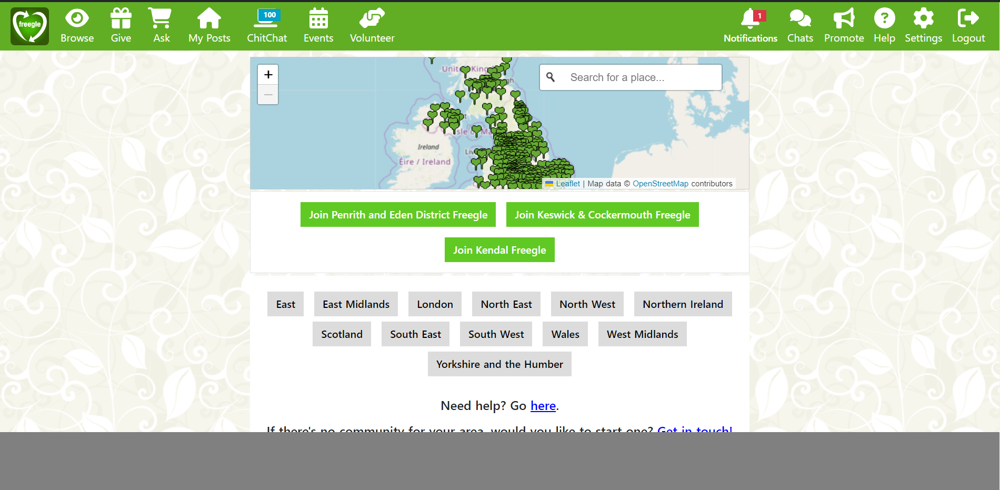 freegle
Browse
Give
Ask
My Posts
100
ChitChat
Events
Volunteer
1
Notifications
Chats
Promote
Help
Settings
Logout
+
−
Search for a place...
Ireland
Éire / Ireland
Leaflet | Map data © OpenStreetMap contributors
Join Penrith and Eden District Freegle
Join Keswick & Cockermouth Freegle
Join Kendal Freegle
East
East Midlands
London
North East
North West
Northern Ireland
Scotland
South East
South West
Wales
West Midlands
Yorkshire and the Humber
Need help? Go here.
If there's no community for your area, would you like to start one? Get in touch!